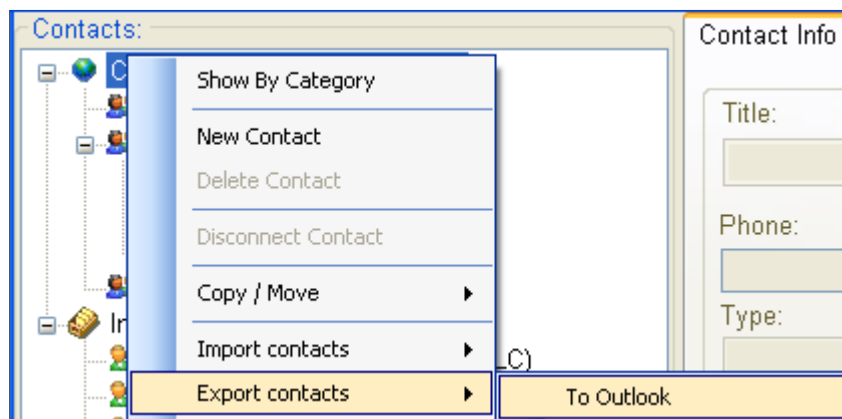 Contacts:
Contact Info
Show By Category
New Contact
Delete Contact
Disconnect Contact
Copy / Move
Import contacts
Export contacts
To Outlook
Title:
Phone:
Type: